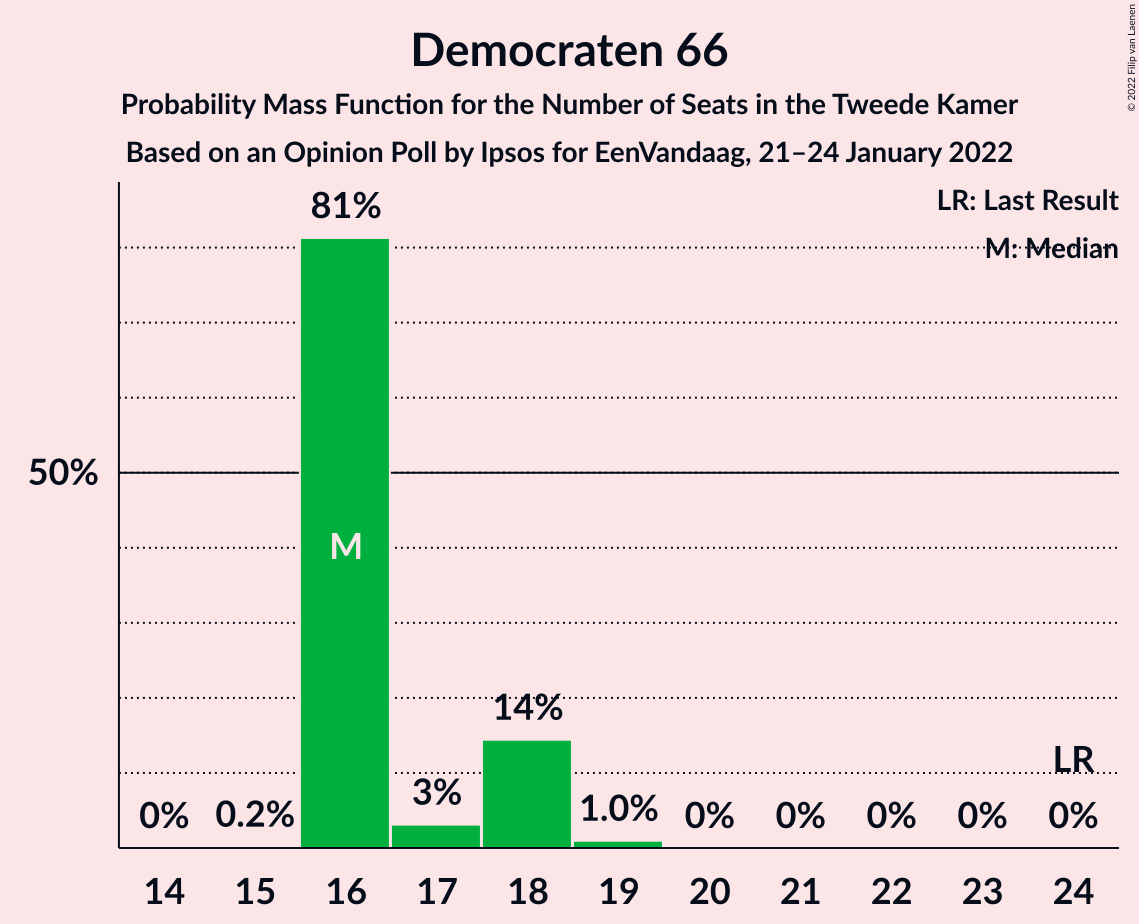 Democraten 66
Probability Mass Function for the Number of Seats in the Tweede Kamer
Based on an Opinion Poll by Ipsos for EenVandaag, 21–24 January 2022
© 2022 Filip van Laenen
LR: Last Result
M: Median
81%
50%
M
14%
LR
3%
0% 0.2% 1.0% 0% 0% 0% 0% 0%
14 15 16 17 18 19 20 21 22 23 24